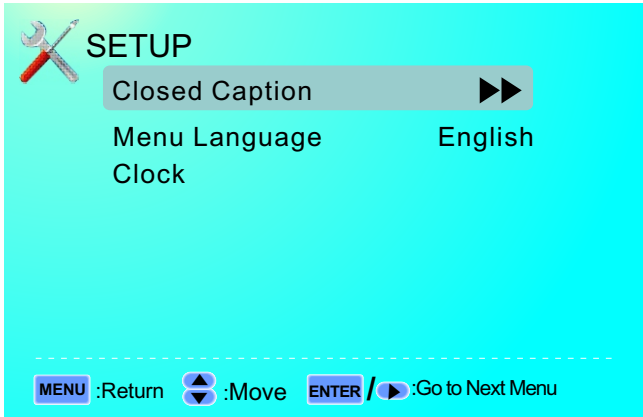 SETUP
Closed Caption
Menu Language English
Clock
MENU :Return :Move ENTER / :Go to Next Menu